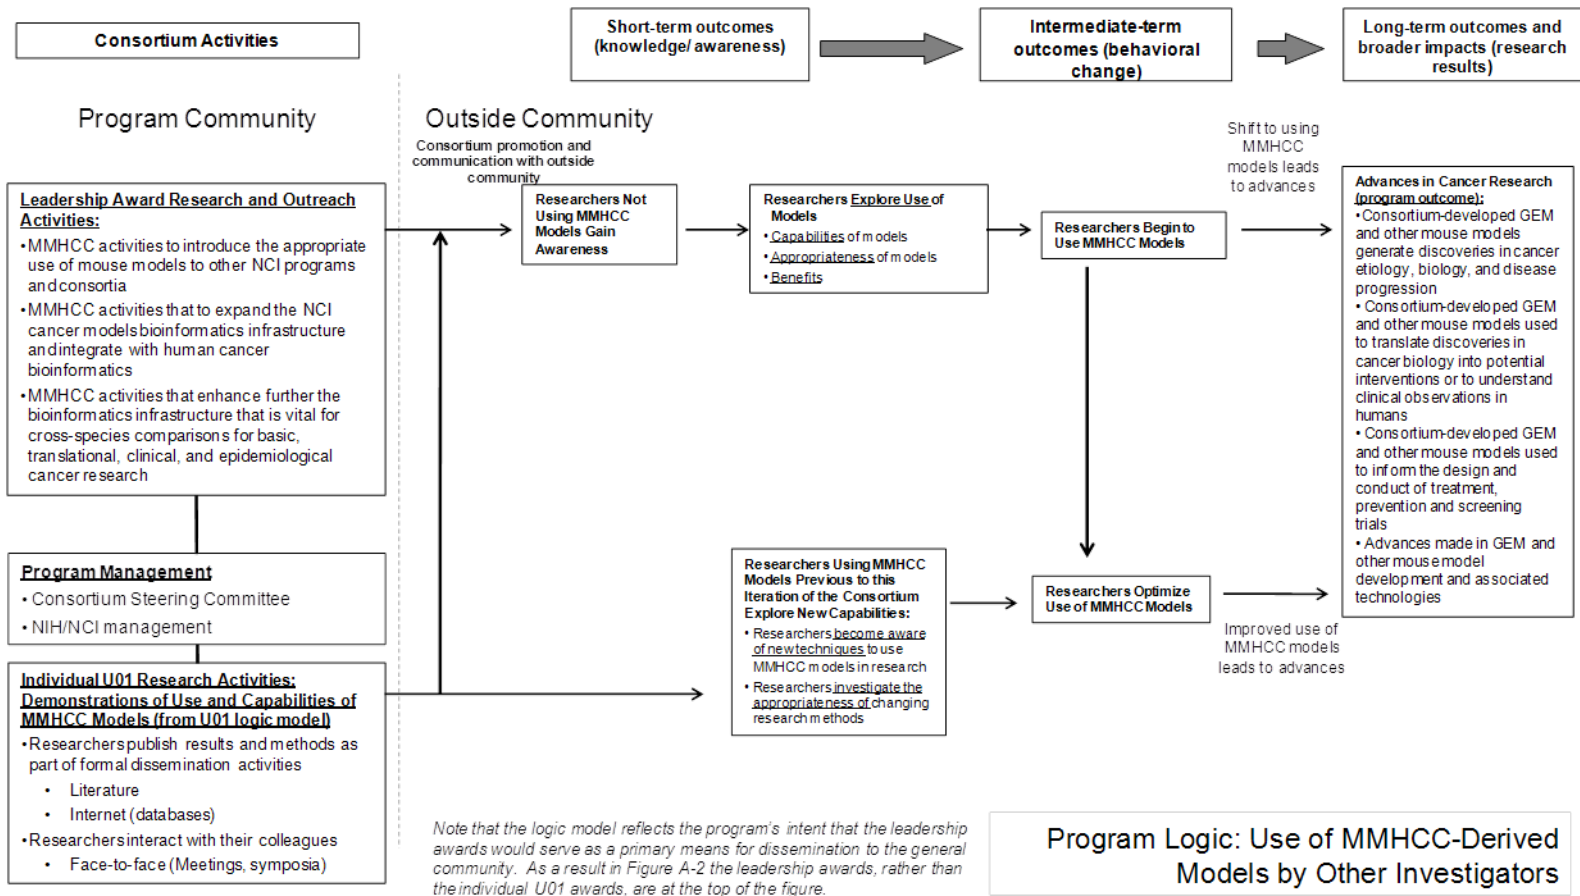 Consortium Activities
Short-term outcomes
(knowledge/ awareness)
Intermediate-term
outcomes (behavioral
change)
Long-term outcomes and
broader impacts (research
results)
Program Community
Outside Community
Consortium promotion and
communication with outside
community
Leadership Award Research and Outreach
Activities:
•MMHCC activities to introduce the appropriate
use of mouse models to other NCI programs
and consortia
•MMHCC activities that to expand the NCI
cancer models bioinformatics infrastructure
and integrate with human cancer
bioinformatics
•MMHCC activities that enhance further the
bioinformatics infrastructure that is vital for
cross-species comparisons for basic,
translational, clinical, and epidemiological
cancer research
Program Management
• Consortium Steering Committee
• NIH/NCI management
Individual U01 Research Activities:
Demonstrations of Use and Capabilities of
MMHCC Models (from U01 logic model)
•Researchers publish results and methods as
part of formal dissemination activities
• Literature
• Internet (databases)
•Researchers interact with their colleagues
• Face-to-face (Meetings, symposia)
Researchers Not
Using MMHCC
Models Gain
Awareness
Researchers Explore Use of
Models
• Capabilities of models
• Appropriateness of models
• Benefits
Researchers Begin to
Use MMHCC Models
Shift to using
MMHCC
models leads
to advances
Advances in Cancer Research
(program outcome):
•Consortium-developed GEM
and other mouse models
generate discoveries in cancer
etiology, biology, and disease
progression
• Consortium-developed GEM
and other mouse models used
to translate discoveries in
cancer biology into potential
interventions or to understand
clinical observations in
humans
• Consortium-developed GEM
and other mouse models used
to inform the design and
conduct of treatment,
prevention and screening
trials
• Advances made in GEM and
other mouse model
development and associated
technologies
Researchers Using MMHCC
Models Previous to this
Iteration of the Consortium
Explore New Capabilities:
• Researchers become aware
of new techniques to use
MMHCC models in research
• Researchers investigate the
appropriateness of changing
research methods
Researchers Optimize
Use of MMHCC Models
Improved use of
MMHCC models
leads to advances
Note that the logic model reflects the program's intent that the leadership
awards would serve as a primary means for dissemination to the general
community. As a result in Figure A-2 the leadership awards, rather than
the individual U01 awards, are at the top of the figure.
Program Logic: Use of MMHCC-Derived
Models by Other Investigators